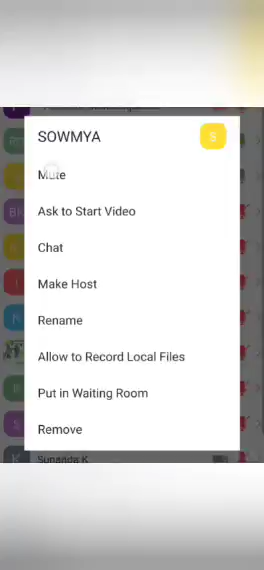 SOWMYA
S
Mute
Ask to Start Video
Chat
Make Host
Rename
Allow to Record Local Files
Put in Waiting Room
Remove
Sunanda K